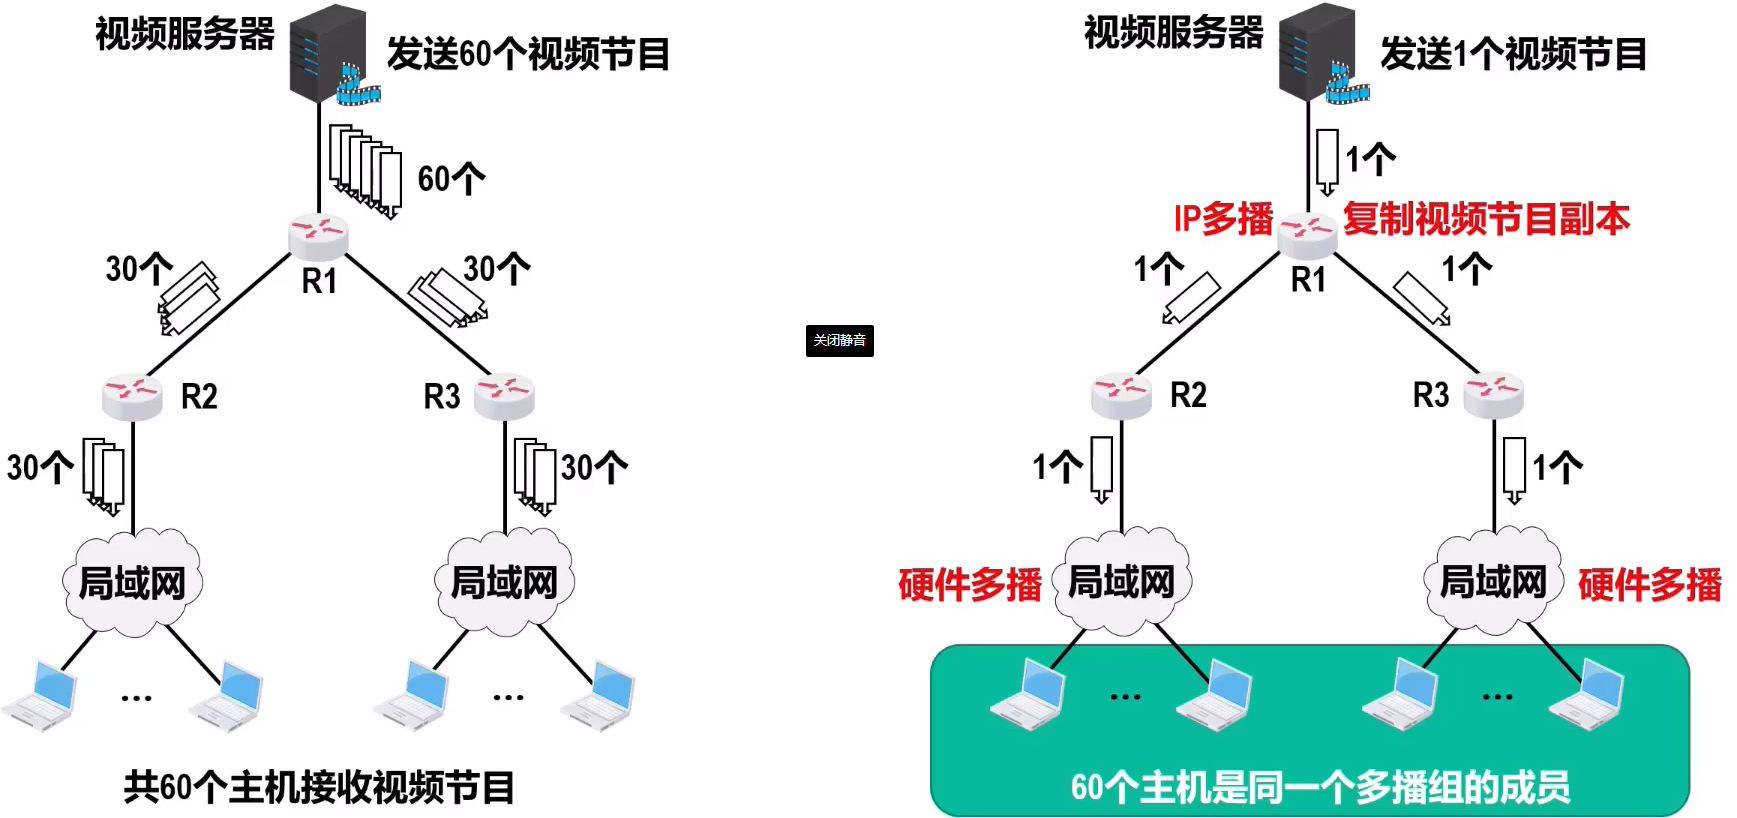 视频服务器
发送60个视频节目
60个
30个
30个
R1
R2
R3
30个
30个
局域网
局域网
...
...
共60个主机接收视频节目
关闭静音
视频服务器
发送1个视频节目
1个
IP多播
复制视频节目副本
1个
1个
R1
R2
R3
1个
1个
硬件多播
局域网
局域网
硬件多播
...
...
60个主机是同一个多播组的成员